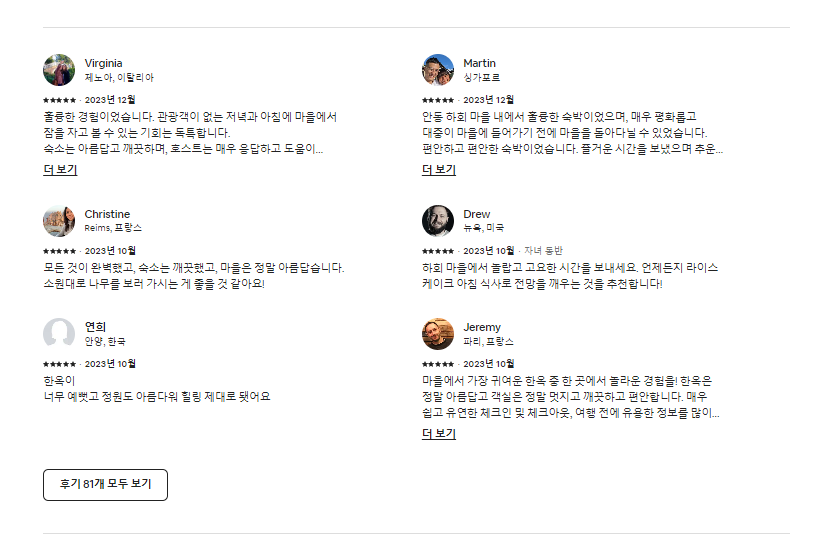 Virginia
제노아, 이탈리아
★★★★★ · 2023년 12월
훌륭한 경험이었습니다. 관광객이 없는 저녁과 아침에 마을에서
잠을 자고 볼 수 있는 기회는 독특합니다.
숙소는 아름답고 깨끗하며, 호스트는 매우 응답하고 도움이...
더 보기
Martin
싱가포르
★★★★★ · 2023년 12월
안동 하회 마을 내에서 훌륭한 숙박이었으며, 매우 평화롭고
대중이 마을에 들어가기 전에 마을을 돌아다닐 수 있었습니다.
편안하고 편안한 숙박이었습니다. 즐거운 시간을 보냈으며 추운...
더 보기
Christine
Reims, 프랑스
★★★★★ · 2023년 10월
모든 것이 완벽했고, 숙소는 깨끗했고, 마을은 정말 아름답습니다.
소원대로 나무를 보러 가시는 게 좋을 것 같아요!
Drew
뉴욕, 미국
★★★★★ · 2023년 10월 · 자녀 동반
하회 마을에서 놀랍고 고요한 시간을 보내세요. 언제든지 라이스
케이크 아침 식사로 전망을 깨우는 것을 추천합니다!
연희
안양, 한국
★★★★★ · 2023년 10월
한옥이
너무 예뻣고 정원도 아름다워 힐링 제대로 됏어요
Jeremy
파리, 프랑스
★★★★★ · 2023년 10월
마을에서 가장 귀여운 한옥 중 한 곳에서 놀라운 경험을! 한옥은
정말 아름답고 객실은 정말 멋지고 깨끗하고 편안합니다. 매우
쉽고 유연한 체크인 및 체크아웃, 여행 전에 유용한 정보를 많이...
더 보기
후기 81개 모두 보기